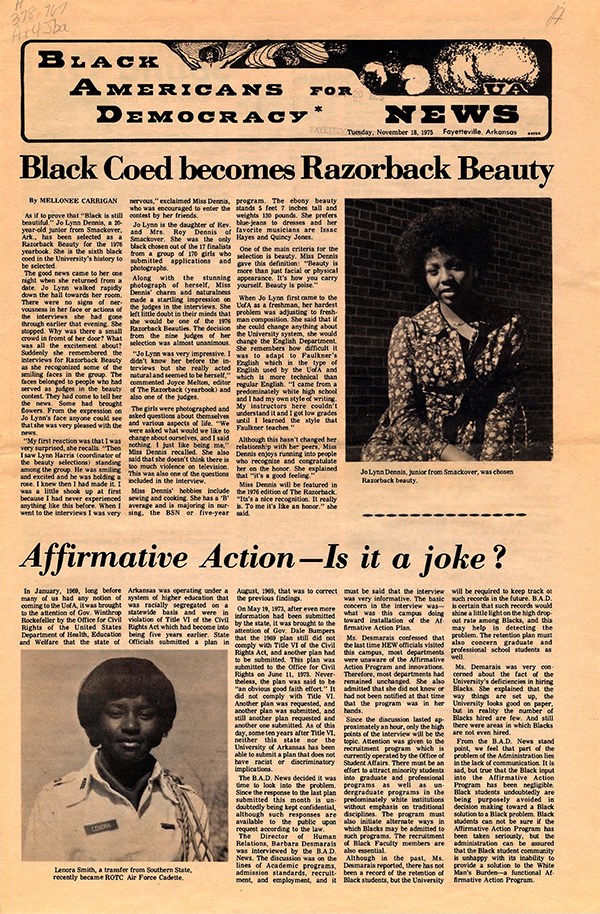 378.767
BLACK
AMERICANS FOR
DEMOCRACY*
UA
NEWS
Tuesday, November 18, 1975 Fayetteville, Arkansas
Black Coed becomes Razorback Beauty
By MELLONEE CARRIGAN
As if to prove that "Black is still
beautiful." Jo Lynn Dennis, a 20-
year-old junior from Smackover,
Ark., has been selected as a
Razorback Beauty for the 1976
yearbook. She is the sixth black
coed in the University's history to
be selected.
The good news came to her one
night when she returned from a
date. Jo Lynn walked rapidly
down the hall towards her room.
There were no signs of ner-
vousness in her face or actions of
the interviews she had gone
through earlier that evening. She
stopped. Why was there a small
crowd in fromt of her door? What
was all the excitement about?
Suddenly she remembered the
interviews for Razorback Beauty
as she recognized some of the
smiling faces in the group. The
faces belonged to people who had
served as judges in the beauty
contest. They had come to tell her
the news. Some had brought
flowers. From the expression on
Jo Lynn's face anyone could see
that she was very pleased with the
news.
"My first reaction was that I was
very surprised, she recalls. "Then
I saw Lynn Harris (coordinator of
the beauty selections) standing
among the group. He was smiling
and excited and he was holding a
rose. I knew then I had made it. I
was a little shook up at first
because I had never experienced
anything like this before. When I
went to the interviews I was very
nervous," exclaimed Miss Dennis,
who was encouraged to enter the
contest by her friends.
Jo Lynn is the daughter of Rev.
and Mrs. Roy Dennis of
Smackover. She was the only
black chosen out of the 17 finalists
from a group of 170 girls who
submitted applications and
photographs.
Along with the stunning
photograph of herself, Miss
Dennis' charm and naturalness
made a startling impression on
the judges in the interviews. She
left little doubt in their minds that
she would be one of the 1976
Razorback Beauties. The decision
from the nine judges of her
selection was almost unanimous.
"Jo Lynn was very impressive. I
didn't know her before the in-
terviews but she really acted
natural and seemed to be herself,"
commented Joyce Melton, editor
of The Razorback (yearbook) and
also one of the judges.
The girls were photographed and
asked questions about themselves
and various aspects of life. "We
were asked what would we like to
change about ourselves, and I said
nothing. I just like being me,"
Miss Dennis recalled. She also
said that she doesn't think there is
too much violence on television.
This was also one of the questions
included in the interview.
Miss Dennis' hobbies include
sewing and cooking. She has a 'B'
average and is majoring in nur-
sing, the BSN or five-year
program. The ebony beauty
stands 5 feet 7 inches tall and
weights 130 pounds. She prefers
blue-jeans to dresses and her
favorite musicians are Issac
Hayes and Quincy Jones.
One of the main criteria for the
selection is beauty. Miss Dennis
gave this definition: "Beauty is
more than just facial or physical
appearance. It's how you carry
yourself. Beauty is poise."
When Jo Lynn first came to the
UofA as a freshman, her hardest
problem was adjusting to fresh-
man composition. She said that if
she could change anything about
the University system, she would
change the English Department.
She remembers how difficult it
was to adapt to Faulkner's
English which is the type of
English used by the UofA and
which is more technical than
regular English. "I came from a
predominately white high school
and I had my own style of writing.
My instructors here couldn't
understand it and I got low grades
until I learned the style that
Faulkner teaches."
Although this hasn't changed her
relationship with her peers, Miss
Dennis enjoys running into people
who recognize and congratulate
her on the honor. She explained
that "it's a good feeling."
Miss Dennis will be featured in
the 1976 edition of The Razorback.
"Its's a nice recognition. It really
is. To me it's like an honor." she
said.
Jo Lynn Dennis, junior from Smackover, was chosen
Razorback beauty.
Affirmative Action—Is it a joke?
In January, 1969, long before
many of us had any notion of
coming to the UofA, it was brought
to the attention of Gov. Winthrop
Rockefeller by the Office for Civil
Rights of the United States
Department of Health, Education
and Welfare that the state of
Arkansas was operating under a
system of higher education that
was racially segregated on a
statewide basis and were in
violation of Title VI of the Civil
Rights Act which had become into
being five years earlier. State
Officials submitted a plan in
LENORA
Lenora Smith, a transfer from Southern State,
recently became ROTC Air Force Cadette.
August, 1969, that was to correct
the previous findings.
On May 19, 1973, after even more
information had been submitted
by the state, it was brought to the
attention of Gov. Dale Bumpers
that the 1969 plan still did not
comply with Title VI of the Civil
Rights Act, and another plan had
to be submitted. This plan was
submitted to the Office for Civil
Rights on June 11, 1973. Never-
theless, the plan was said to be
"an obvious good faith effort." It
did not comply with Title VI.
Another plan was requested, and
another plan was submitted, and
still another plan requested and
another one submitted. As of this
day, some ten years after Title VI,
neither this state nor the
University of Arkansas has been
able to submit a plan that does not
have racist or discriminatory
implications.
The B.A.D. News decided it was
time to look into the problem.
Since the response to the last plan
submitted this month is un-
doubtedly being kept confidential,
although such responses are
available to the public upon
request according to the law.
The Director of Human
Relations, Barbara Desmarais
was interviewed by the B.A.D.
News. The discussion was on the
lines of Academic programs,
admission standards, recruit-
ment, and employment, and it
must be said that the interview
was very informative. The basic
concern in the interview was—
what was this campus doing
toward installation of the Af-
firmative Action Plan.
Ms. Desmarais confessed that
the last time HEW officials visited
this campus, most departments
were unaware of the Affirmative
Action Program and innovations.
Therefore, most departments had
remained unchanged. She also
admitted that she did not know or
had not been notified at that time
that the program was in her
hands.
Since the discussion lasted ap-
proximately an hour, only the high
points of the interview will be the
topic. Attention was given to the
recruitment program which is
currently operated by the Office of
Student Affairs. There must be an
effort to attract minority students
into graduate and professional
programs as well as un-
dergraduate programs in the
predominately white institutions
without emphasis on traditional
disciplines. The program must
also initiate alternate ways in
which Blacks may be admitted to
such programs. The recruitment
of Black Faculty members are
also essential.
Although in the past, Ms.
Desmarais reported, there has not
been a record of the retention of
Black students, but the University
will be required to keep track of
such records in the future. B.A.D.
is certain that such records would
shine a little light on the high drop-
out rate among Blacks, and this
may help in detecting the
problem. The retention plan must
also concern graduate and
professional school students as
well.
Ms. Demarais was very con-
cerned about the fact of the
University's deficiencies in hiring
Blacks. She explained that the
way things are set up, the
University looks good on paper,
but in reality the number of
Blacks hired are few. And still
there were areas in which Blacks
are not even hired.
From the B.A.D. News stand
point, we feel that part of the
problem of the Administration lies
in the lack of communication. It is
sad, but true that the Black input
into the Affirmative Action
Program has been negligible.
Black students undoutedly are
being purposely avoided in
decision making toward a Black
solution to a Black problem. Black
students can not be sure if the
Affirmative Action Program has
been taken seriously, but the
administration can be assured
that the Black student community
is unhappy with its inability to
provide a solution to the White
Man's Burden—a functional Af-
firmative Action Program.